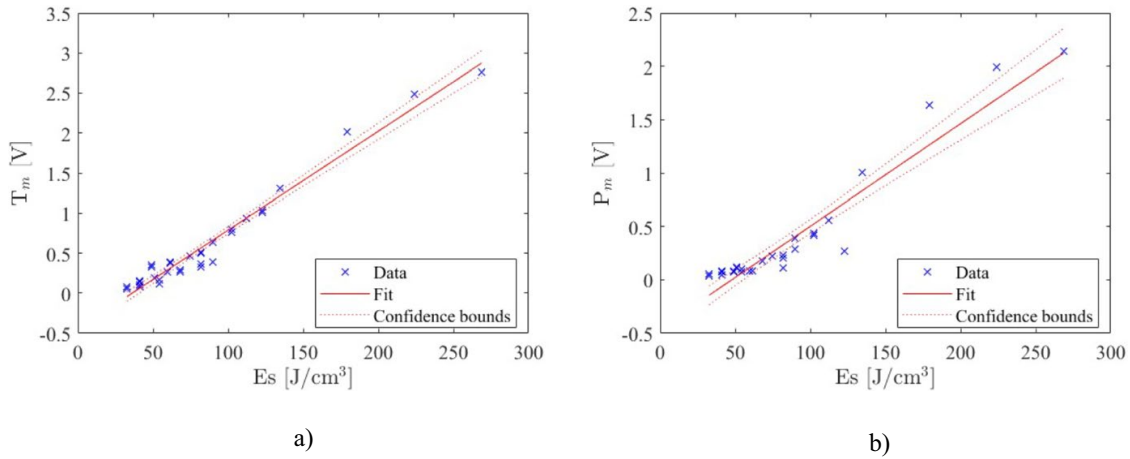 3.5
3
2.5
2
1.5
1
0.5
0
-0.5
T_m [V]
0 50 100 150 200 250 300
Es [J/cm³]
Data
Fit
Confidence bounds
a)
2.5
2
1.5
1
0.5
0
-0.5
P_m [V]
0 50 100 150 200 250 300
Es [J/cm³]
Data
Fit
Confidence bounds
b)